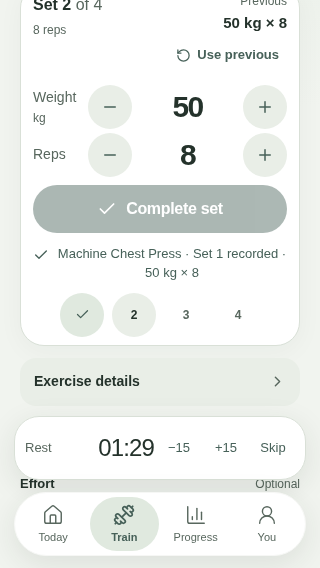 Set 2 of 4
Previous
8 reps
50 kg × 8
Use previous
Weight
kg
50
Reps
8
Complete set
Machine Chest Press · Set 1 recorded ·
50 kg × 8
2
3
4
Exercise details
Rest
01:29
−15
+15
Skip
Effort
Optional
Today
Train
Progress
You